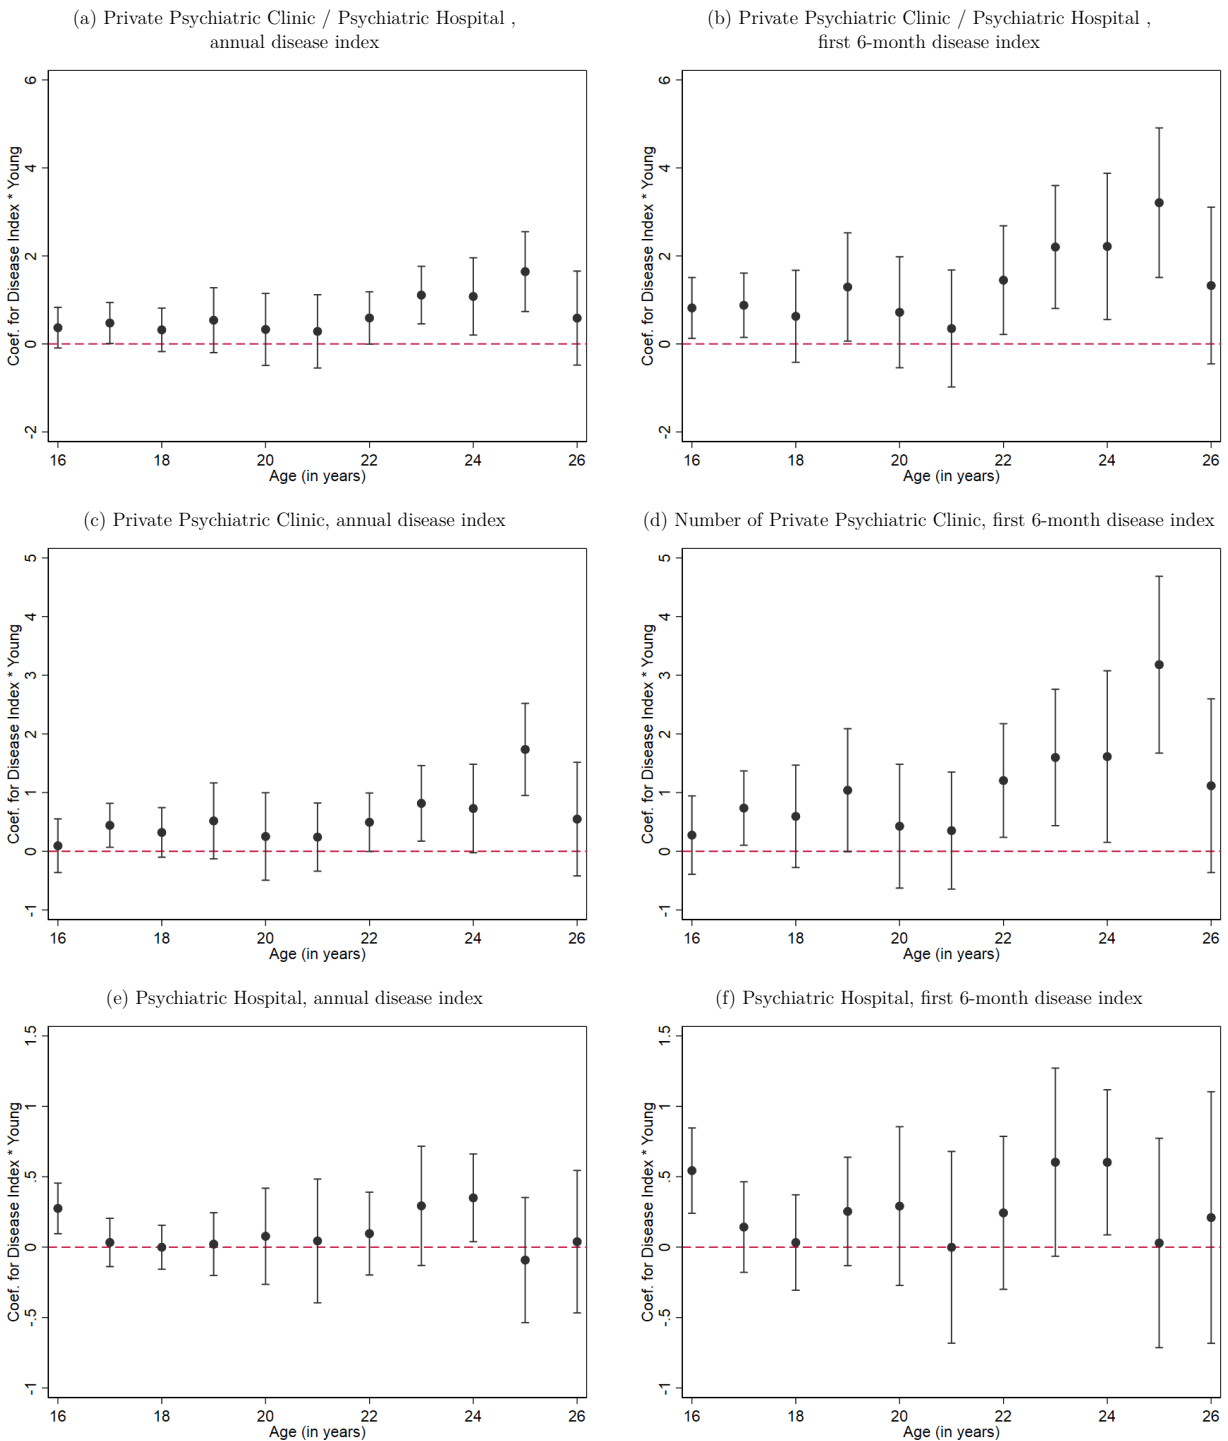 (a) Private Psychiatric Clinic / Psychiatric Hospital ,
annual disease index
Coef. for Disease Index * Young
6
4
2
0
-2
16 18 20 22 24 26
Age (in years)
(b) Private Psychiatric Clinic / Psychiatric Hospital ,
first 6-month disease index
Coef. for Disease Index * Young
6
4
2
0
-2
16 18 20 22 24 26
Age (in years)
(c) Private Psychiatric Clinic, annual disease index
Coef. for Disease Index * Young
5
4
3
2
1
0
-1
16 18 20 22 24 26
Age (in years)
(d) Number of Private Psychiatric Clinic, first 6-month disease index
Coef. for Disease Index * Young
5
4
3
2
1
0
-1
16 18 20 22 24 26
Age (in years)
(e) Psychiatric Hospital, annual disease index
Coef. for Disease Index * Young
1.5
1
.5
0
-.5
-1
16 18 20 22 24 26
Age (in years)
(f) Psychiatric Hospital, first 6-month disease index
Coef. for Disease Index * Young
1.5
1
.5
0
-.5
-1
16 18 20 22 24 26
Age (in years)